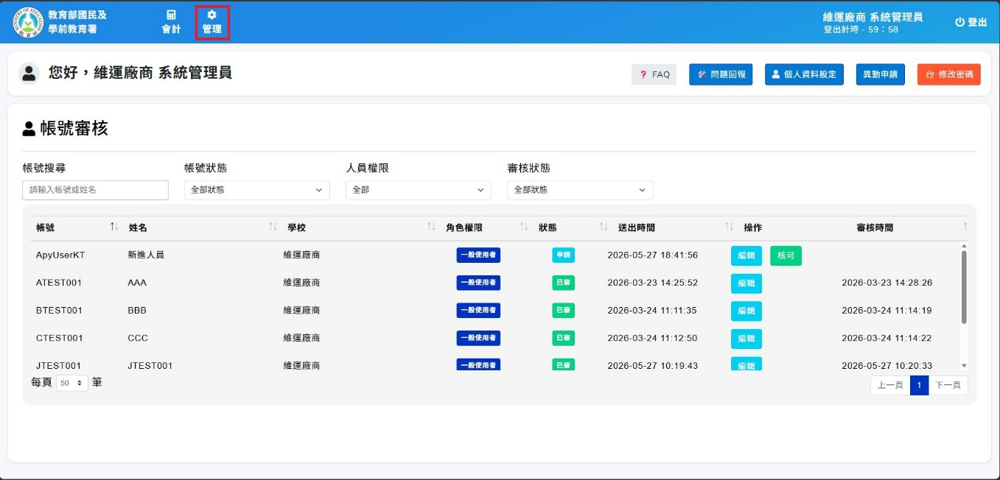 教育部國民及
學前教育署
會計
管理
維運廠商 系統管理員
登出計時 - 59：58
登出
您好，維運廠商 系統管理員
? FAQ
問題回報
個人資料設定
異動申請
修改密碼
帳號審核
帳號搜尋 帳號狀態 人員權限 審核狀態
請輸入帳號或姓名 全部狀態 全部 全部狀態
帳號 姓名 學校 角色權限 狀態 送出時間 操作 審核時間
ApyUserKT 新進人員 維運廠商 一般使用者 申請 2026-05-27 18:41:56 編輯 核可
ATEST001 AAA 維運廠商 一般使用者 已審 2026-03-23 14:25:52 編輯 2026-03-23 14:28:26
BTEST001 BBB 維運廠商 一般使用者 已審 2026-03-24 11:11:35 編輯 2026-03-24 11:14:19
CTEST001 CCC 維運廠商 一般使用者 已審 2026-03-24 11:12:50 編輯 2026-03-24 11:14:22
JTEST001 JTEST001 維運廠商 一般使用者 已審 2026-05-27 10:19:43 編輯 2026-05-27 10:20:33
每頁 50 筆
上一頁 1 下一頁